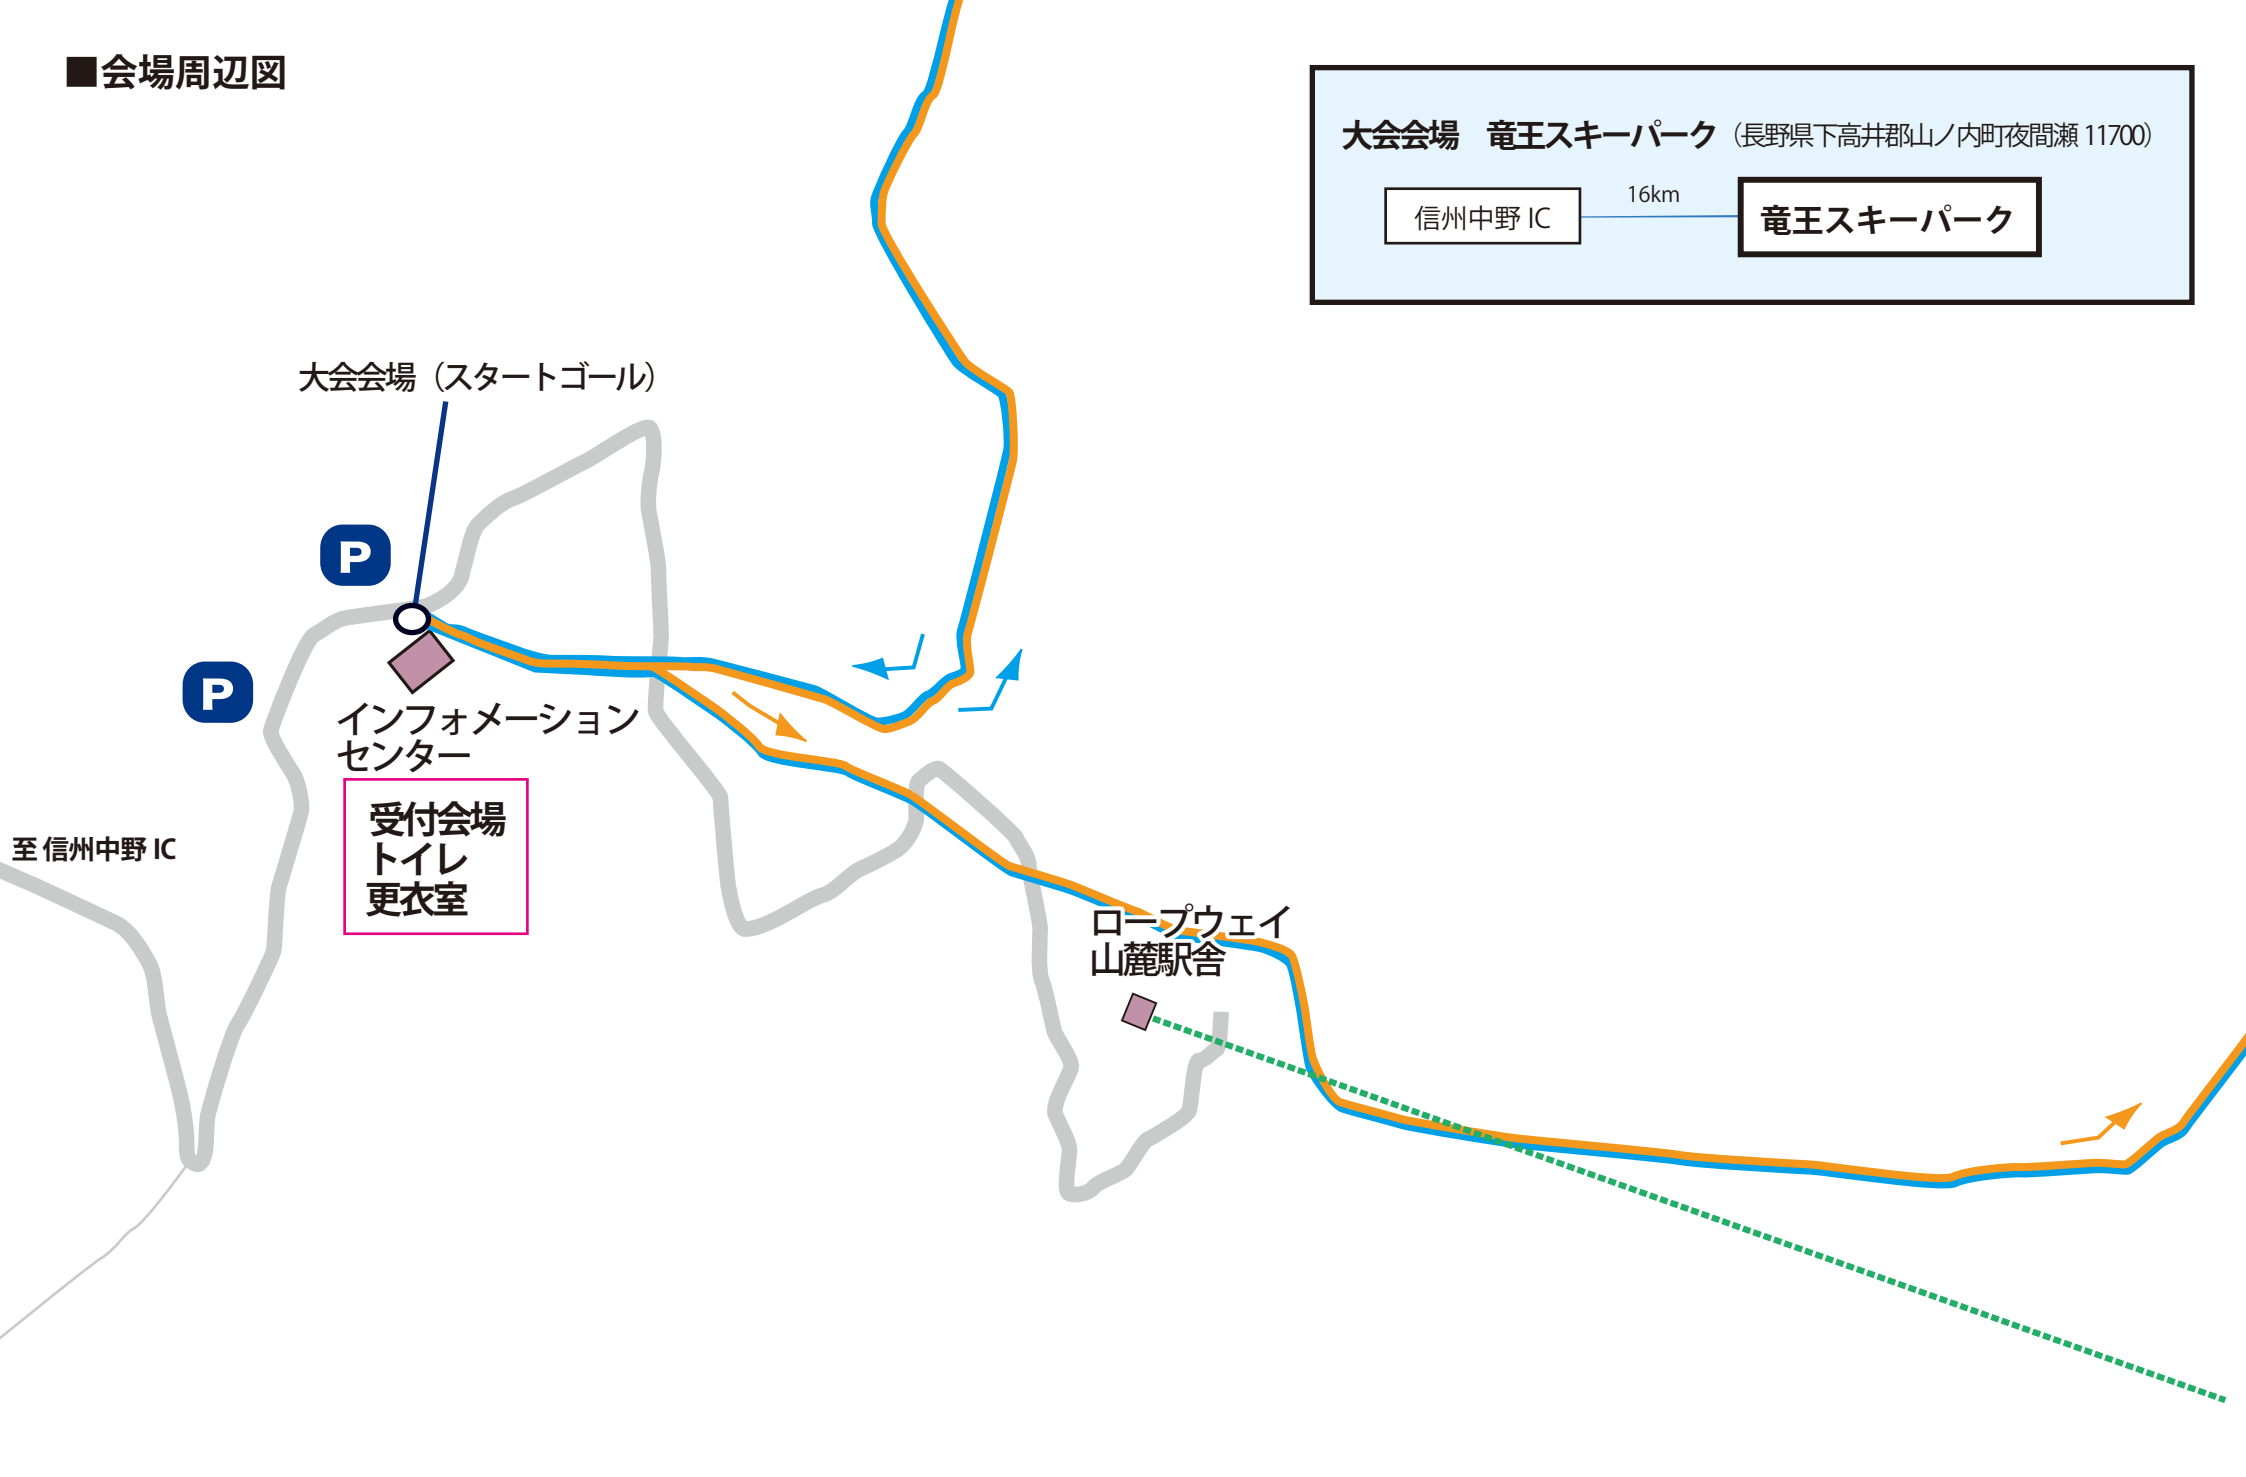 ■会場周辺図
大会会場　竜王スキーパーク（長野県下高井郡山ノ内町夜間瀬 11700）
16km
信州中野 IC
竜王スキーパーク
大会会場（スタートゴール）
P
P
インフォメーション
センター
受付会場
トイレ
更衣室
至 信州中野 IC
ロープウェイ
山麓駅舎